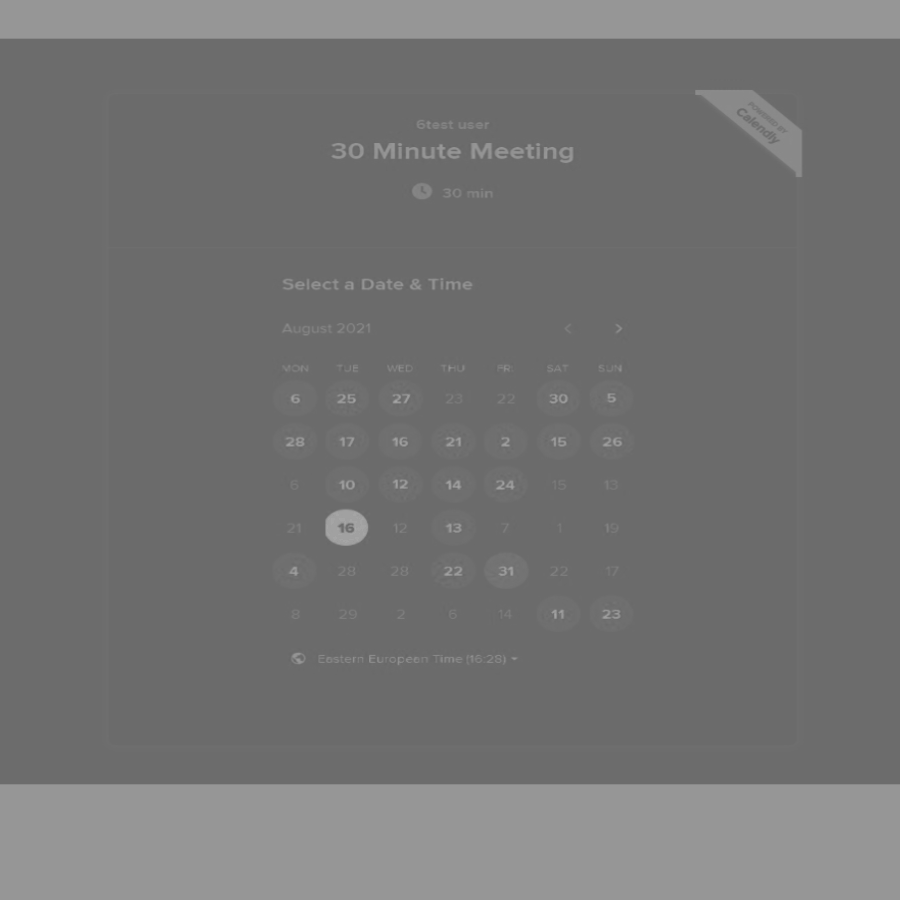 POWERED BY
Calendly
6test user
30 Minute Meeting
30 min
Select a Date & Time
August 2021
MON TUE WED THU FRI SAT SUN
6 25 27 23 22 30 5
28 17 16 21 2 15 26
6 10 12 14 24 15 13
21 16 12 13 7 1 19
4 28 28 22 31 22 17
8 29 2 6 14 11 23
Eastern European Time (16:28)